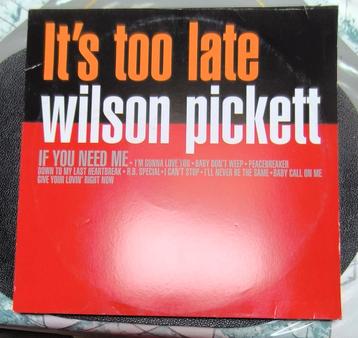 It's too late
wilson pickett
IF YOU NEED ME • I'M GONNA LOVE YOU • BABY DON'T WEEP • PEACEBREAKER
DOWN TO MY LAST HEARTBREAK • R.B. SPECIAL • I CAN'T STOP • I'LL NEVER BE THE SAME • BABY CALL ON ME
GIVE YOUR LOVIN' RIGHT NOW